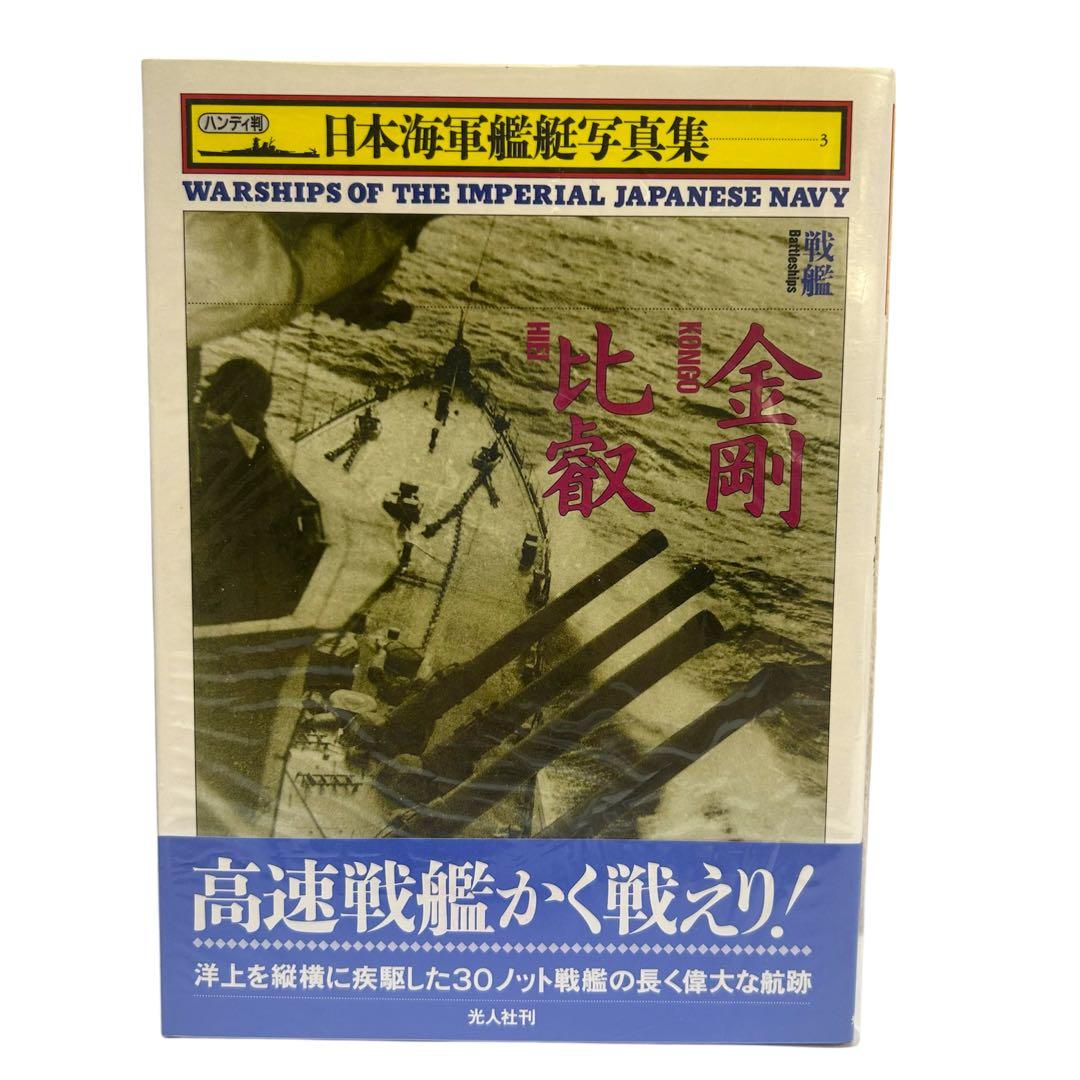 ハンディ判
日本海軍艦艇写真集 3
WARSHIPS OF THE IMPERIAL JAPANESE NAVY
戦艦
Battleships
金剛
KONGO
比叡
HIEI
高速戦艦かく戦えり!
洋上を縦横に疾駆した30ノット戦艦の長く偉大な航跡
光人社刊